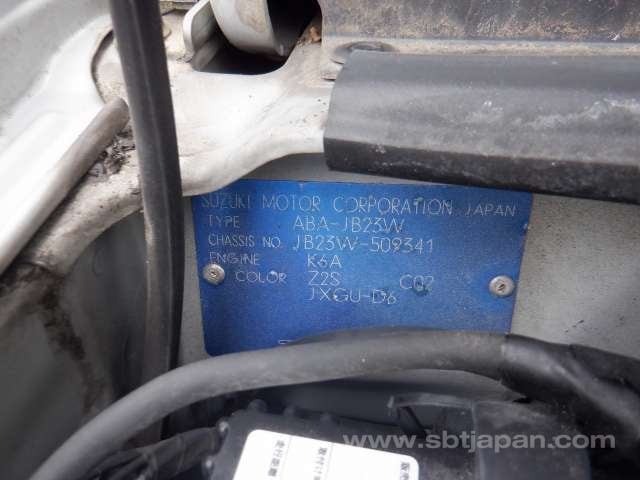 SUZUKI MOTOR CORPORATION JAPAN
TYPE ABA-JB23W
CHASSIS NO. JB23W-509341
ENGINE K6A
COLOR Z2S C02
JXGU-D6
www.sbtjapan.com